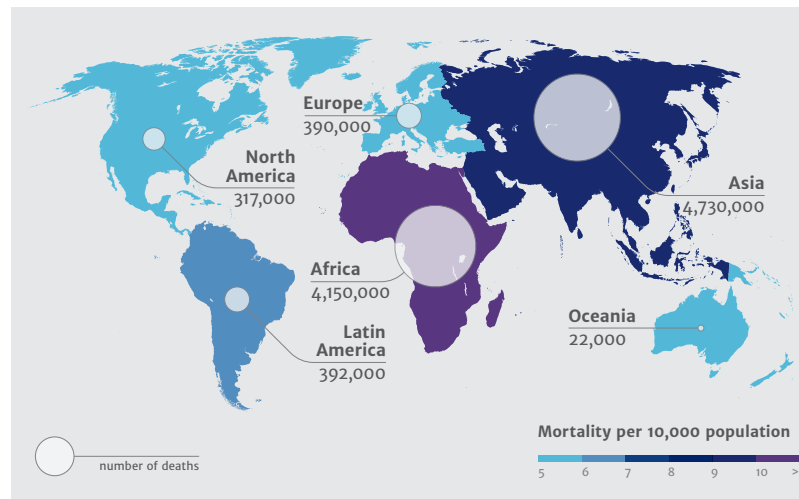 Europe
390,000
North
America
317,000
Asia
4,730,000
Africa
4,150,000
Oceania
22,000
Latin
America
392,000
number of deaths
Mortality per 10,000 population
5 6 7 8 9 10 >